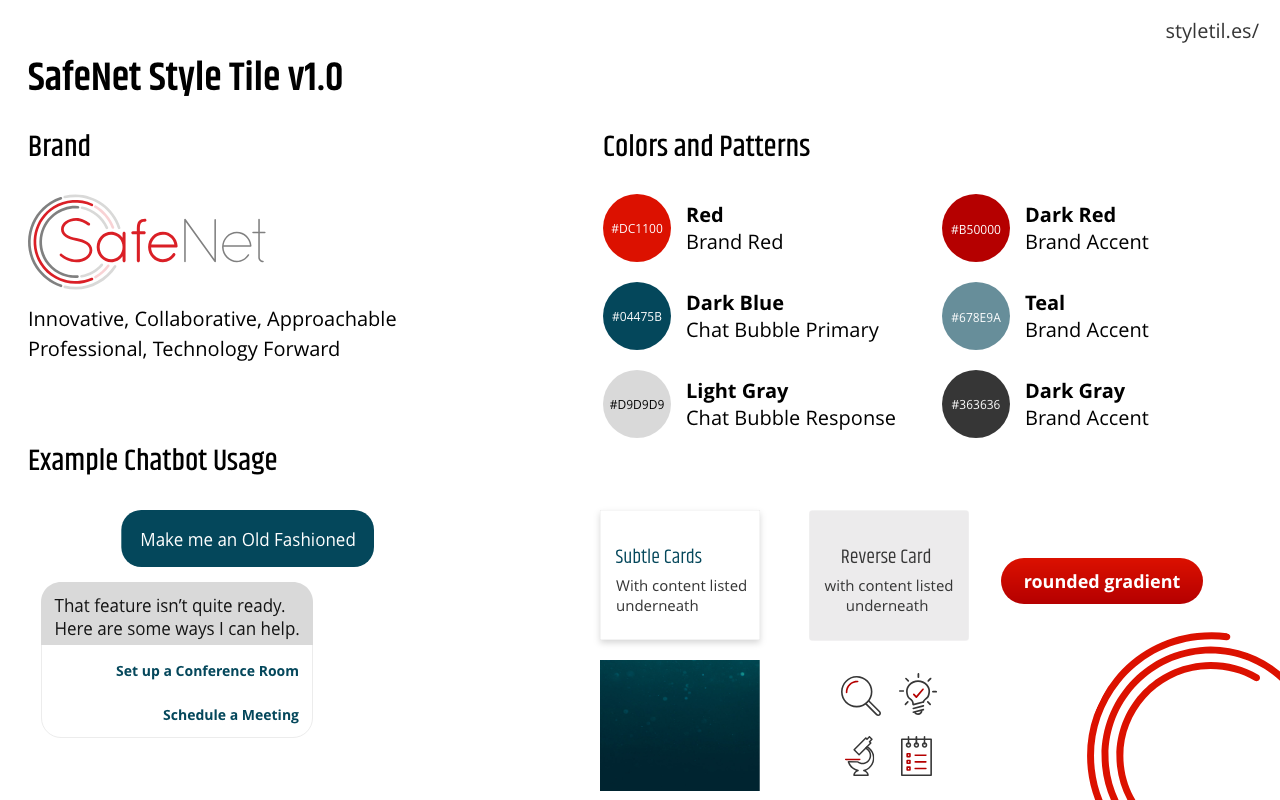 styletil.es/
SafeNet Style Tile v1.0
Brand
SafeNet
Innovative, Collaborative, Approachable
Professional, Technology Forward
Colors and Patterns
#DC1100
Red
Brand Red
#B50000
Dark Red
Brand Accent
#04475B
Dark Blue
Chat Bubble Primary
#678E9A
Teal
Brand Accent
#D9D9D9
Light Gray
Chat Bubble Response
#363636
Dark Gray
Brand Accent
Example Chatbot Usage
Make me an Old Fashioned
That feature isn’t quite ready.
Here are some ways I can help.
Set up a Conference Room
Schedule a Meeting
Subtle Cards
With content listed
underneath
Reverse Card
with content listed
underneath
rounded gradient